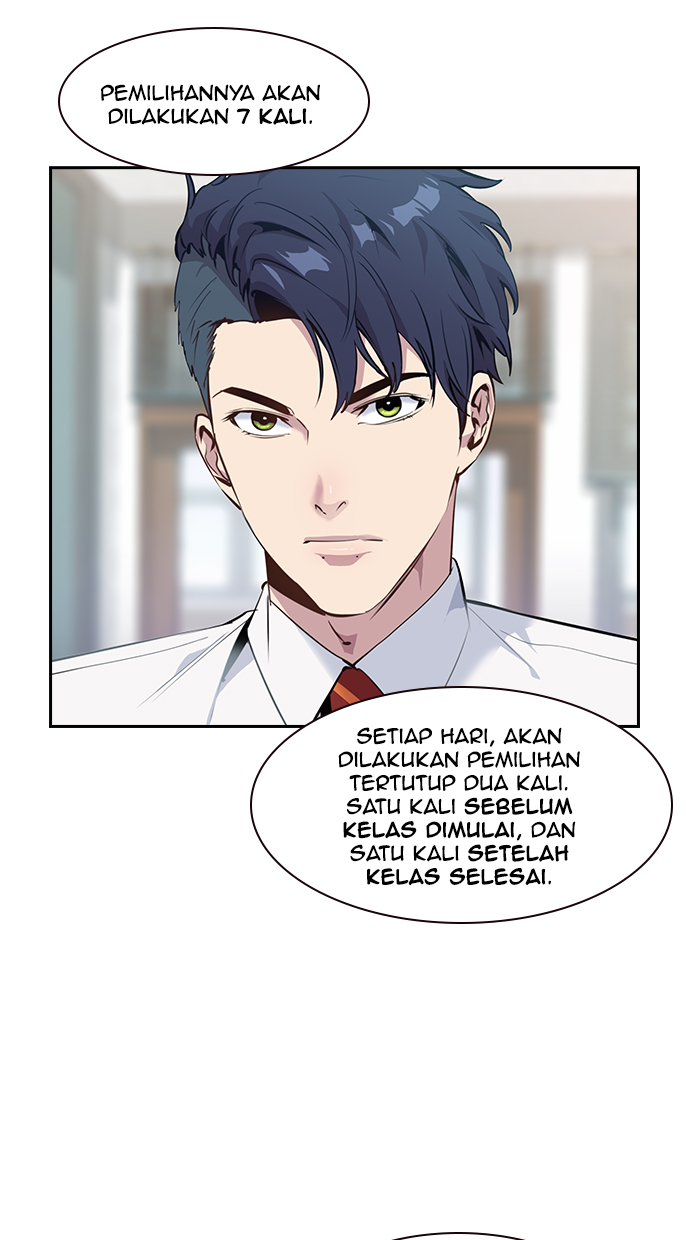 PEMILIHANNYA AKAN
DILAKUKAN 7 KALI.
SETIAP HARI, AKAN
DILAKUKAN PEMILIHAN
TERTUTUP DUA KALI.
SATU KALI SEBELUM
KELAS DIMULAI, DAN
SATU KALI SETELAH
KELAS SELESAI.